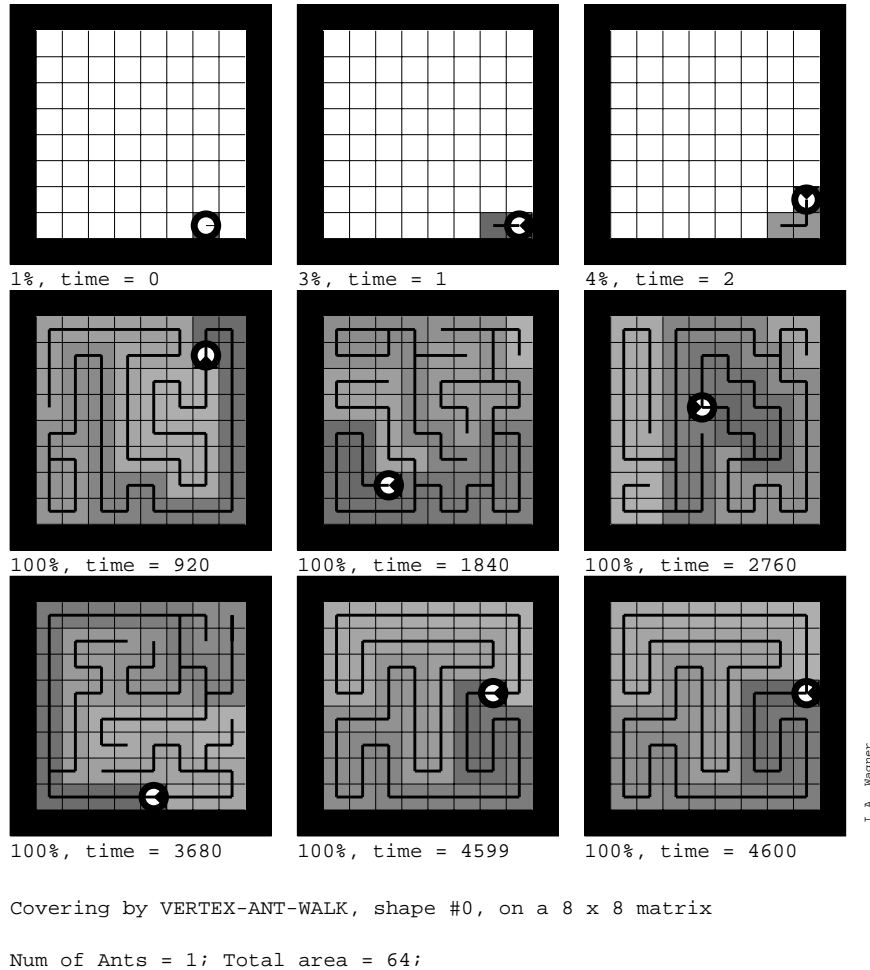 1%, time = 0
3%, time = 1
4%, time = 2
100%, time = 920
100%, time = 1840
100%, time = 2760
100%, time = 3680
100%, time = 4599
100%, time = 4600
I.A. Wagner
Covering by VERTEX-ANT-WALK, shape #0, on a 8 x 8 matrix
Num of Ants = 1; Total area = 64;